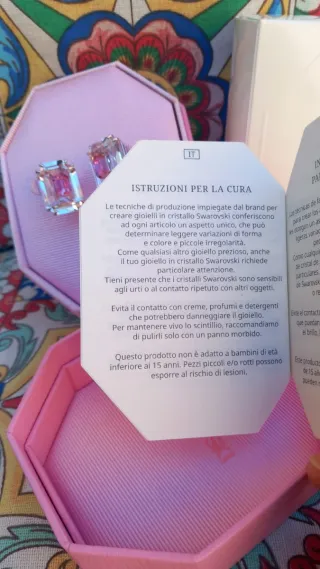 IT
ISTRUZIONI PER LA CURA
Le tecniche di produzione impiegate dal brand per
creare gioielli in cristallo Swarovski conferiscono
ad ogni articolo un aspetto unico, che può
determinare leggere variazioni di forma
e colore e piccole irregolarità.
Come qualsiasi altro gioiello prezioso, anche
il tuo gioiello in cristallo Swarovski richiede
particolare attenzione.
Tieni presente che i cristalli Swarovski sono sensibili
agli urti o al contatto ripetuto con altri oggetti.
Evita il contatto con creme, profumi e detergenti
che potrebbero danneggiare il gioiello.
Per mantenere vivo lo scintillio, raccomandiamo
di pulirli solo con un panno morbido.
Questo prodotto non è adatto a bambini di età
inferiore ai 15 anni. Pezzi piccoli e/o rotti possono
esporre al rischio di lesioni.